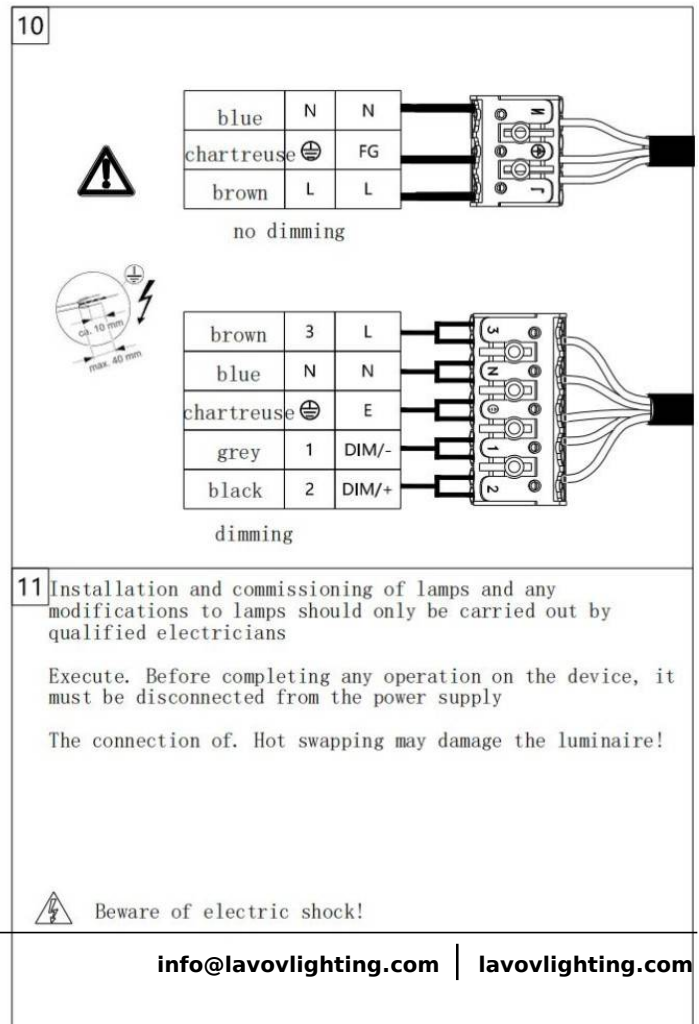 10
blue N N
chartreuse FG
brown L L
N
L
no dimming
ca. 10 mm
max. 40 mm
brown 3 L
blue N N
chartreuse E
grey 1 DIM/-
black 2 DIM/+
3
N
1
2
dimming
11
Installation and commissioning of lamps and any
modifications to lamps should only be carried out by
qualified electricians
Execute. Before completing any operation on the device, it
must be disconnected from the power supply
The connection of. Hot swapping may damage the luminaire!
Beware of electric shock!
info@lavovlighting.com | lavovlighting.com